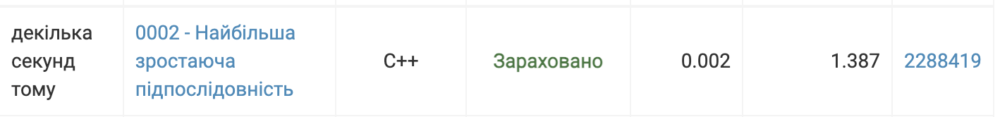 декілька
секунд
тому
0002 - Найбільша
зростаюча
підпослідовність
C++
Зараховано
0.002
1.387
2288419